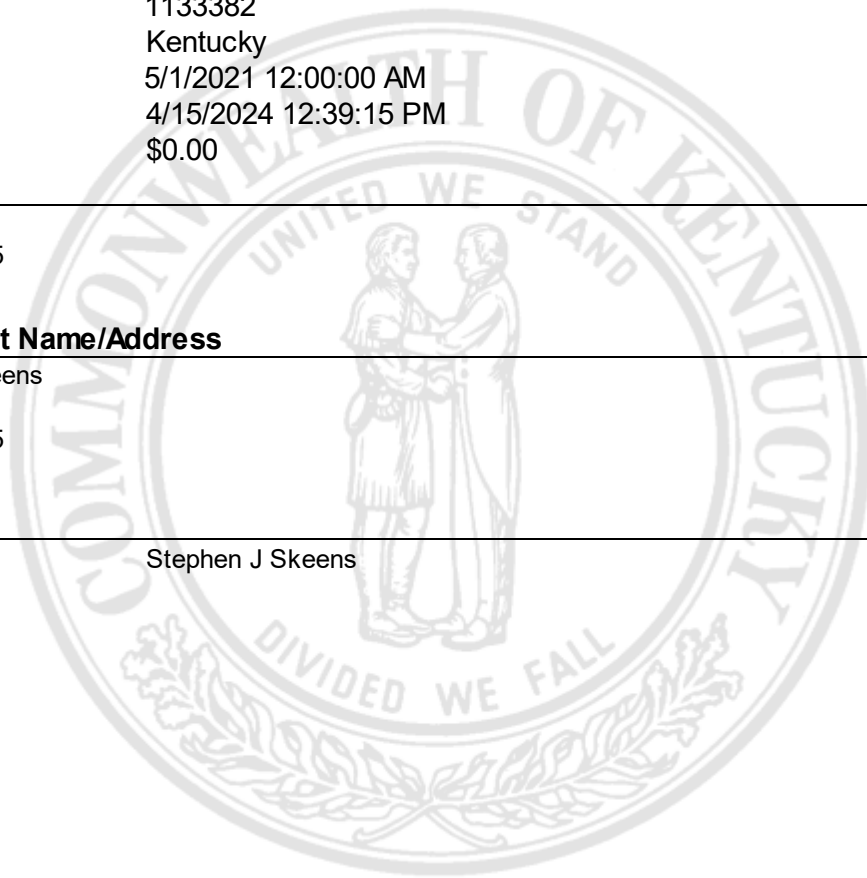 1133382
Kentucky
5/1/2021 12:00:00 AM
4/15/2024 12:39:15 PM
$0.00
5
t Name/Address
eens
5
Stephen J Skeens
COMMONWEALTH OF KENTUCKY
UNITED WE STAND
DIVIDED WE FALL